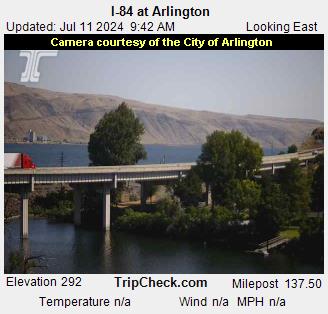 I-84 at Arlington
Updated: Jul 11 2024 9:42 AM Looking East
Camera courtesy of the City of Arlington
Elevation 292 TripCheck.com Milepost 137.50
Temperature n/a Wind n/a MPH n/a